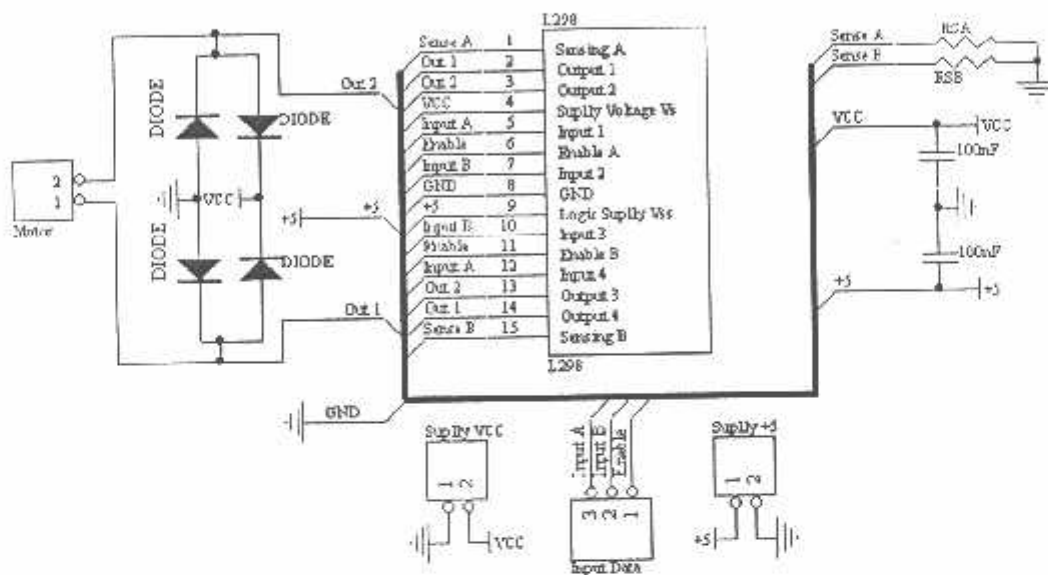 L298
Sense A 1 Sensing A
Out 1 2 Output 1
Out 2 3 Output 2
VCC 4 Suplly Voltage Vs
Input A 5 Input 1
Enable 6 Enable A
Input B 7 Input 2
GND 8 GND
+5 9 Logic Suplly Vss
Input B 10 Input 3
Enable 11 Enable B
Input A 12 Input 4
Out 2 13 Output 3
Out 1 14 Output 4
Sense B 15 Sensing B
L298
Out 2
DIODE
DIODE
VCC
+5
+5
2
1
Motor
DIODE
DIODE
Out 1
GND
Sense A
RSA
Sense B
RSB
VCC
VCC
100nF
100nF
+5
+5
Suplly VCC
1
2
VCC
Input A
Input B
Enable
3
2
1
Input Data
Suplly +5
1
2
+5